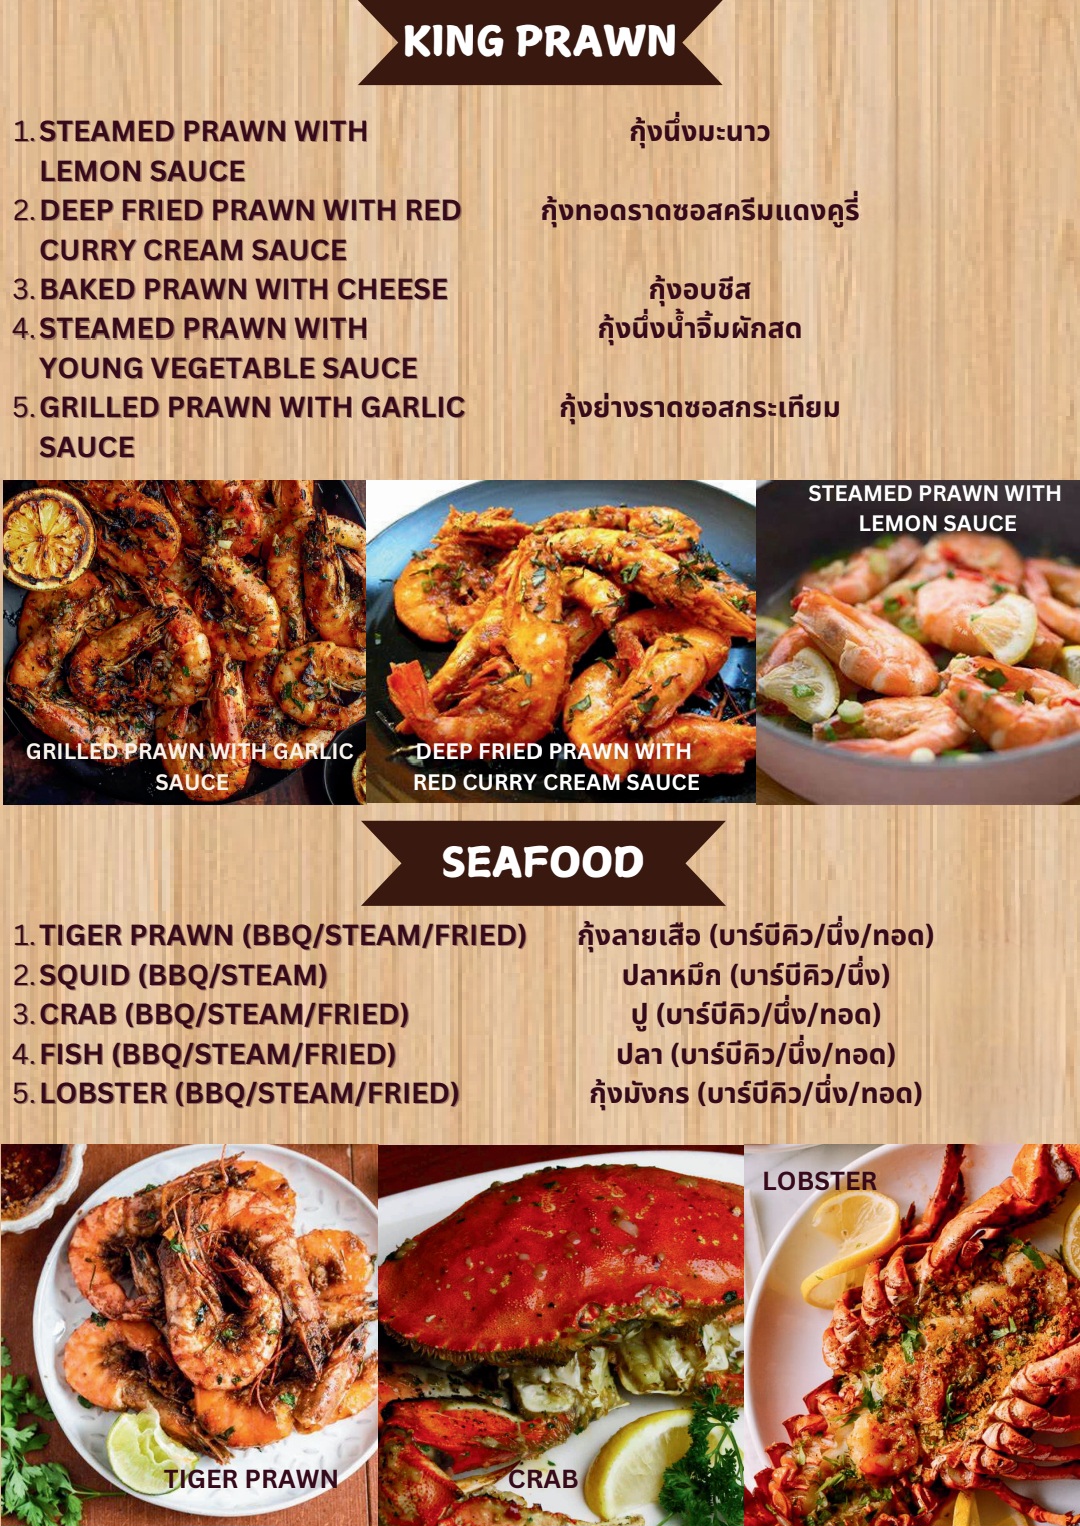 KING PRAWN
1. STEAMED PRAWN WITH
LEMON SAUCE
กุ้งนึ่งมะนาว
2. DEEP FRIED PRAWN WITH RED
CURRY CREAM SAUCE
กุ้งทอดราดซอสครีมแดงคูรี่
3. BAKED PRAWN WITH CHEESE
กุ้งอบชีส
4. STEAMED PRAWN WITH
YOUNG VEGETABLE SAUCE
กุ้งนึ่งน้ำจิ้มผักสด
5. GRILLED PRAWN WITH GARLIC
SAUCE
กุ้งย่างราดซอสกระเทียม
GRILLED PRAWN WITH GARLIC
SAUCE
DEEP FRIED PRAWN WITH
RED CURRY CREAM SAUCE
STEAMED PRAWN WITH
LEMON SAUCE
SEAFOOD
1. TIGER PRAWN (BBQ/STEAM/FRIED)
กุ้งลายเสือ (บาร์บีคิว/นึ่ง/ทอด)
2. SQUID (BBQ/STEAM)
ปลาหมึก (บาร์บีคิว/นึ่ง)
3. CRAB (BBQ/STEAM/FRIED)
ปู (บาร์บีคิว/นึ่ง/ทอด)
4. FISH (BBQ/STEAM/FRIED)
ปลา (บาร์บีคิว/นึ่ง/ทอด)
5. LOBSTER (BBQ/STEAM/FRIED)
กุ้งมังกร (บาร์บีคิว/นึ่ง/ทอด)
TIGER PRAWN
CRAB
LOBSTER